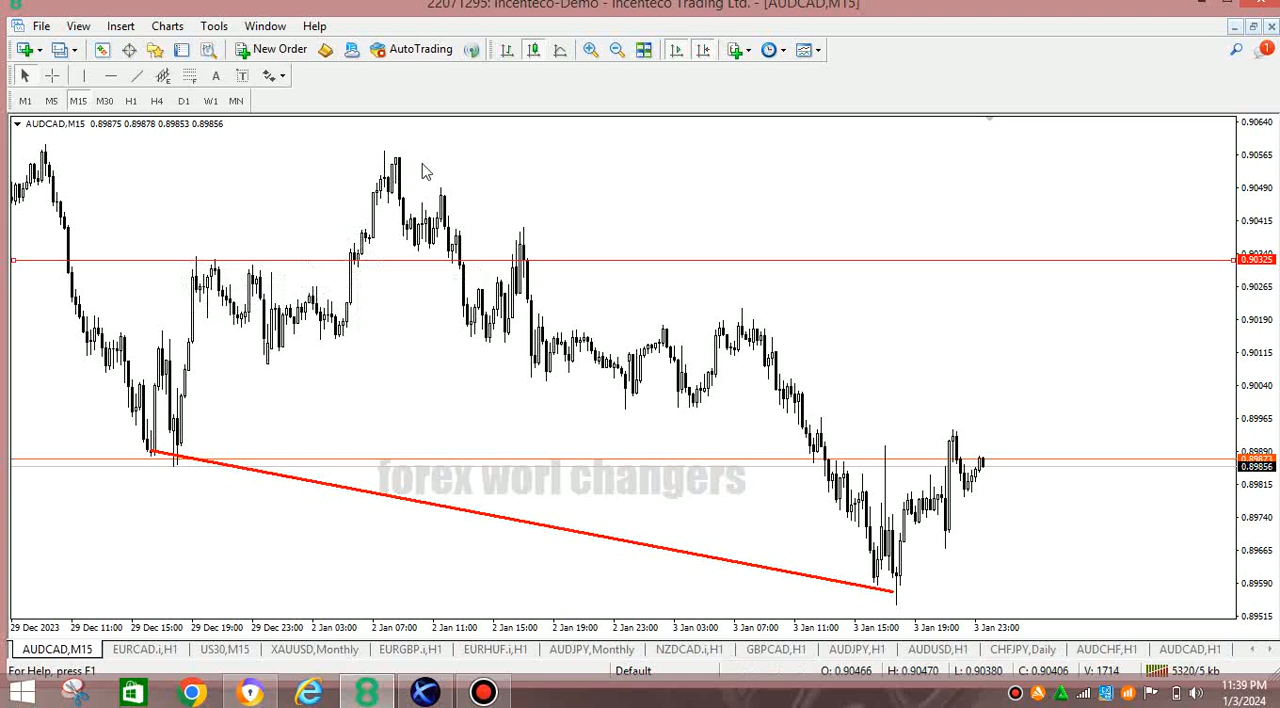 22071295: Incenteco-Demo - Incenteco Trading Ltd. - [AUDCAD,M15]
File View Insert Charts Tools Window Help
New Order AutoTrading 1
A T
M1 M5 M15 M30 H1 H4 D1 W1 MN
AUDCAD,M15 0.89875 0.89878 0.89853 0.89856
0.90640
0.90565
0.90490
0.90415
0.90325
0.90265
0.90190
0.90115
0.90040
0.89965
0.89890
0.89873
0.89856
0.89815
0.89740
0.89665
0.89590
0.89515
forex worl changers
29 Dec 2023 29 Dec 11:00 29 Dec 15:00 29 Dec 19:00 29 Dec 23:00 2 Jan 03:00 2 Jan 07:00 2 Jan 11:00 2 Jan 15:00 2 Jan 19:00 2 Jan 23:00 3 Jan 03:00 3 Jan 07:00 3 Jan 11:00 3 Jan 15:00 3 Jan 19:00 3 Jan 23:00
AUDCAD,M15 EURCAD.i,H1 US30,M15 XAUUSD,Monthly EURGBP.i,H1 EURHUF.i,H1 AUDJPY,Monthly NZDCAD.i,H1 GBPCAD,H1 AUDJPY,H1 AUDUSD,H1 CHFJPY,Daily AUDCHF,H1 AUDCAD,H1
For Help, press F1 Default O: 0.90466 H: 0.90470 L: 0.90380 C: 0.90406 V: 1714 5320/5 kb
11:39 PM
1/3/2024